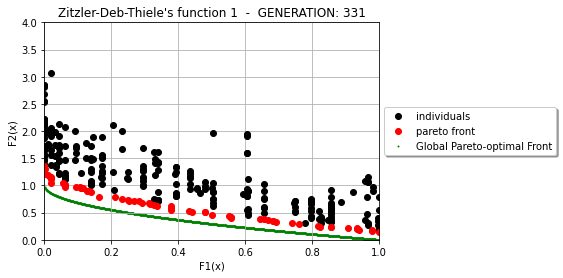 Zitzler-Deb-Thiele's function 1 - GENERATION: 331
4.0
3.5
3.0
2.5
2.0
1.5
1.0
0.5
0.0
F2(x)
0.0 0.2 0.4 0.6 0.8 1.0
F1(x)
individuals
pareto front
Global Pareto-optimal Front